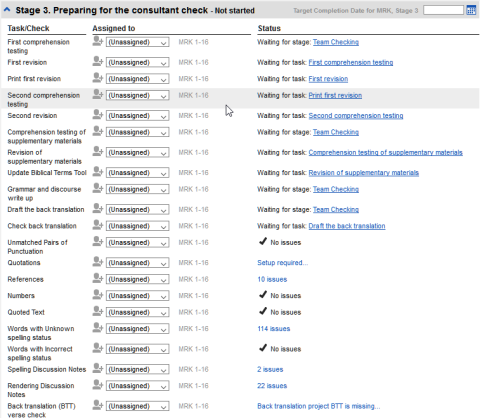 Stage 3. Preparing for the consultant check - Not started Target Completion Date for MRK, Stage 3
Task/Check Assigned to Status
First comprehension testing (Unassigned) MRK 1-16 Waiting for stage: Team Checking
First revision (Unassigned) MRK 1-16 Waiting for task: First comprehension testing
Print first revision (Unassigned) MRK 1-16 Waiting for task: First revision
Second comprehension testing (Unassigned) MRK 1-16 Waiting for task: Print first revision
Second revision (Unassigned) MRK 1-16 Waiting for task: Second comprehension testing
Comprehension testing of supplementary materials (Unassigned) MRK 1-16 Waiting for stage: Team Checking
Revision of supplementary materials (Unassigned) MRK 1-16 Waiting for task: Comprehension testing of supplementary materials
Update Biblical Terms Tool (Unassigned) MRK 1-16 Waiting for task: Revision of supplementary materials
Grammar and discourse write up (Unassigned) MRK 1-16 Waiting for stage: Team Checking
Draft the back translation (Unassigned) MRK 1-16 Waiting for stage: Team Checking
Check back translation (Unassigned) MRK 1-16 Waiting for task: Draft the back translation
Unmatched Pairs of Punctuation (Unassigned) MRK 1-16 No issues
Quotations (Unassigned) MRK 1-16 Setup required...
References (Unassigned) MRK 1-16 10 issues
Numbers (Unassigned) MRK 1-16 No issues
Quoted Text (Unassigned) MRK 1-16 No issues
Words with Unknown spelling status (Unassigned) MRK 1-16 114 issues
Words with Incorrect spelling status (Unassigned) MRK 1-16 No issues
Spelling Discussion Notes (Unassigned) MRK 1-16 2 issues
Rendering Discussion Notes (Unassigned) MRK 1-16 22 issues
Back translation (BTT) verse check (Unassigned) MRK 1-16 Back translation project BTT is missing...